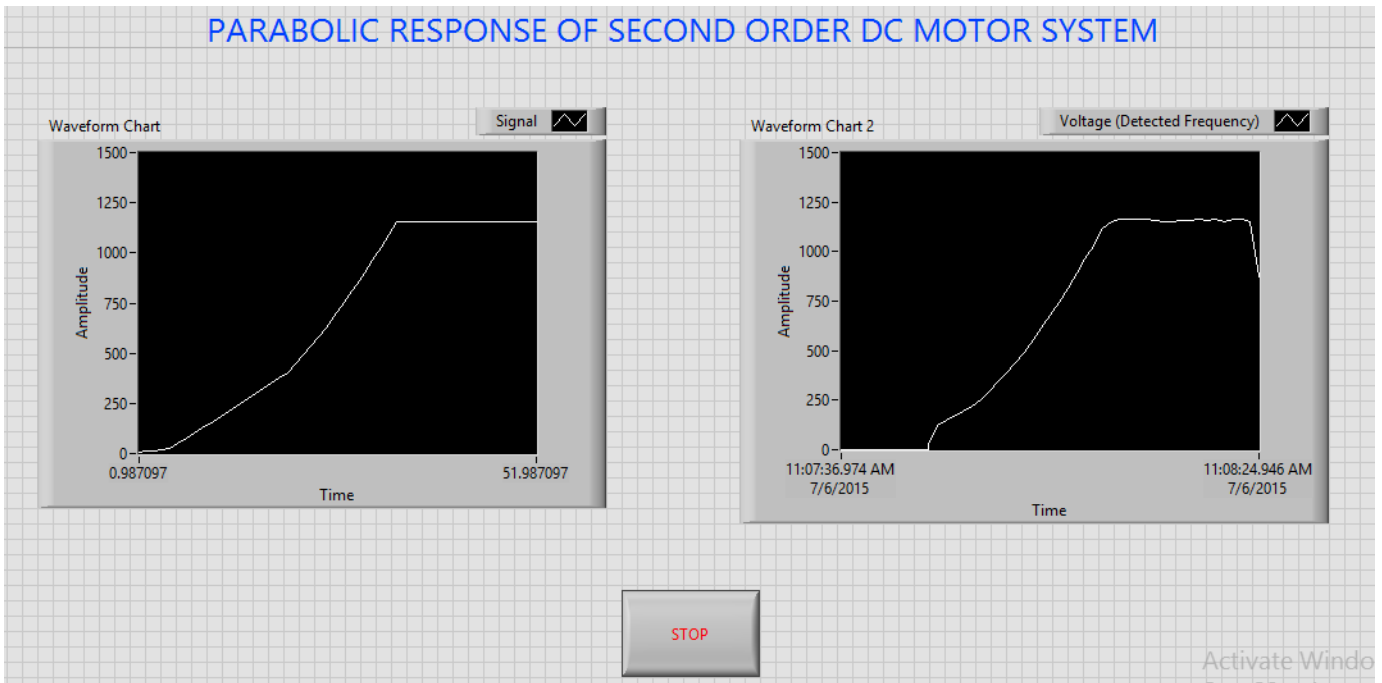 PARABOLIC RESPONSE OF SECOND ORDER DC MOTOR SYSTEM
Waveform Chart
Signal
1500
1250
1000
750
500
250
0
Amplitude
0.987097
51.987097
Time
Waveform Chart 2
Voltage (Detected Frequency)
1500
1250
1000
750
500
250
0
Amplitude
11:07:36.974 AM
7/6/2015
11:08:24.946 AM
7/6/2015
Time
STOP
Activate Windo